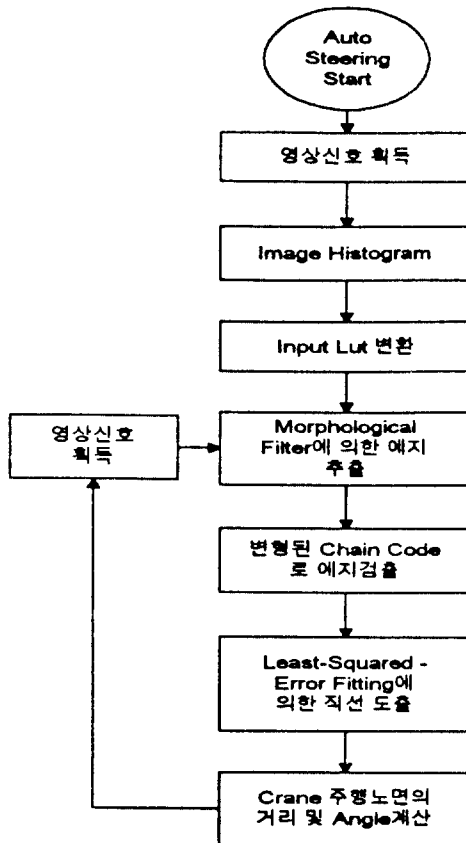 Auto
Steering
Start
영상신호 획득
Image Histogram
Input Lut 변환
영상신호
획득
Morphological
Filter에 의한 에지
추출
변형된 Chain Code
로 에지검출
Least-Squared -
Error Fitting에
의한 직선 도출
Crane 주행노면의
거리 및 Angle계산